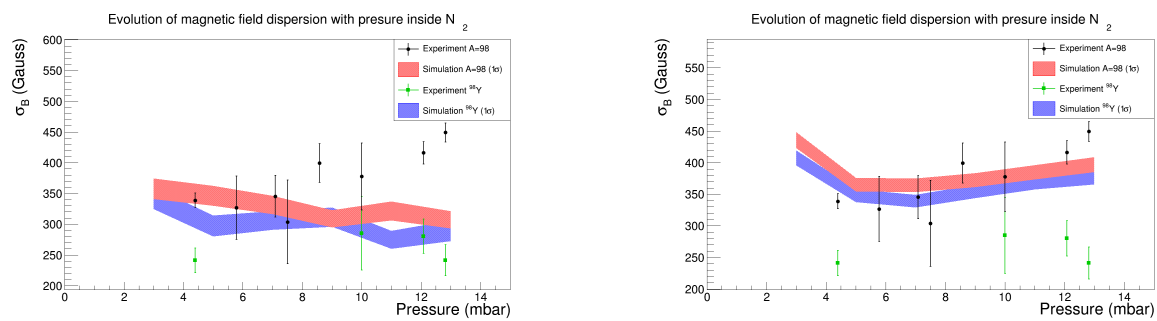 Evolution of magnetic field dispersion with presure inside N
2
σB (Gauss)
600
550
500
450
400
350
300
250
200
0 2 4 6 8 10 12 14
Pressure (mbar)
Experiment A=98
Simulation A=98 (1σ)
Experiment 98Y
Simulation 98Y (1σ)
Evolution of magnetic field dispersion with presure inside N
2
σB (Gauss)
550
500
450
400
350
300
250
200
0 2 4 6 8 10 12 14
Pressure (mbar)
Experiment A=98
Simulation A=98 (1σ)
Experiment 98Y
Simulation 98Y (1σ)